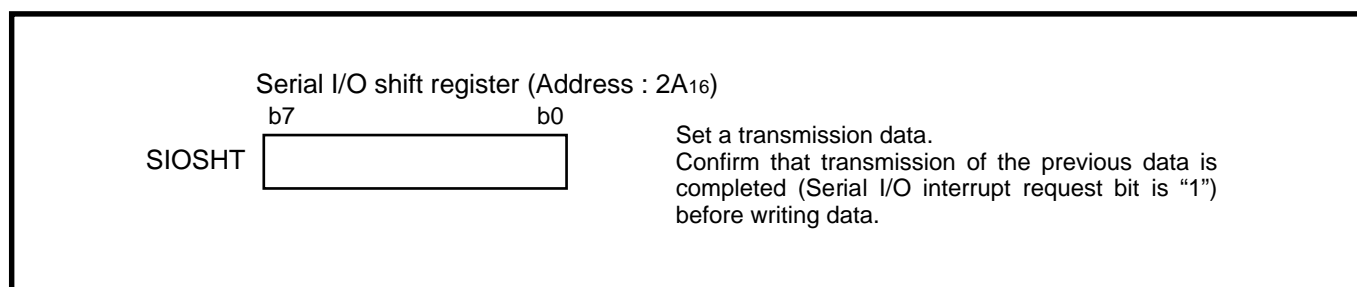 Serial I/O shift register (Address : 2A16)
b7 b0
SIOSHT
Set a transmission data.
Confirm that transmission of the previous data is
completed (Serial I/O interrupt request bit is “1”)
before writing data.